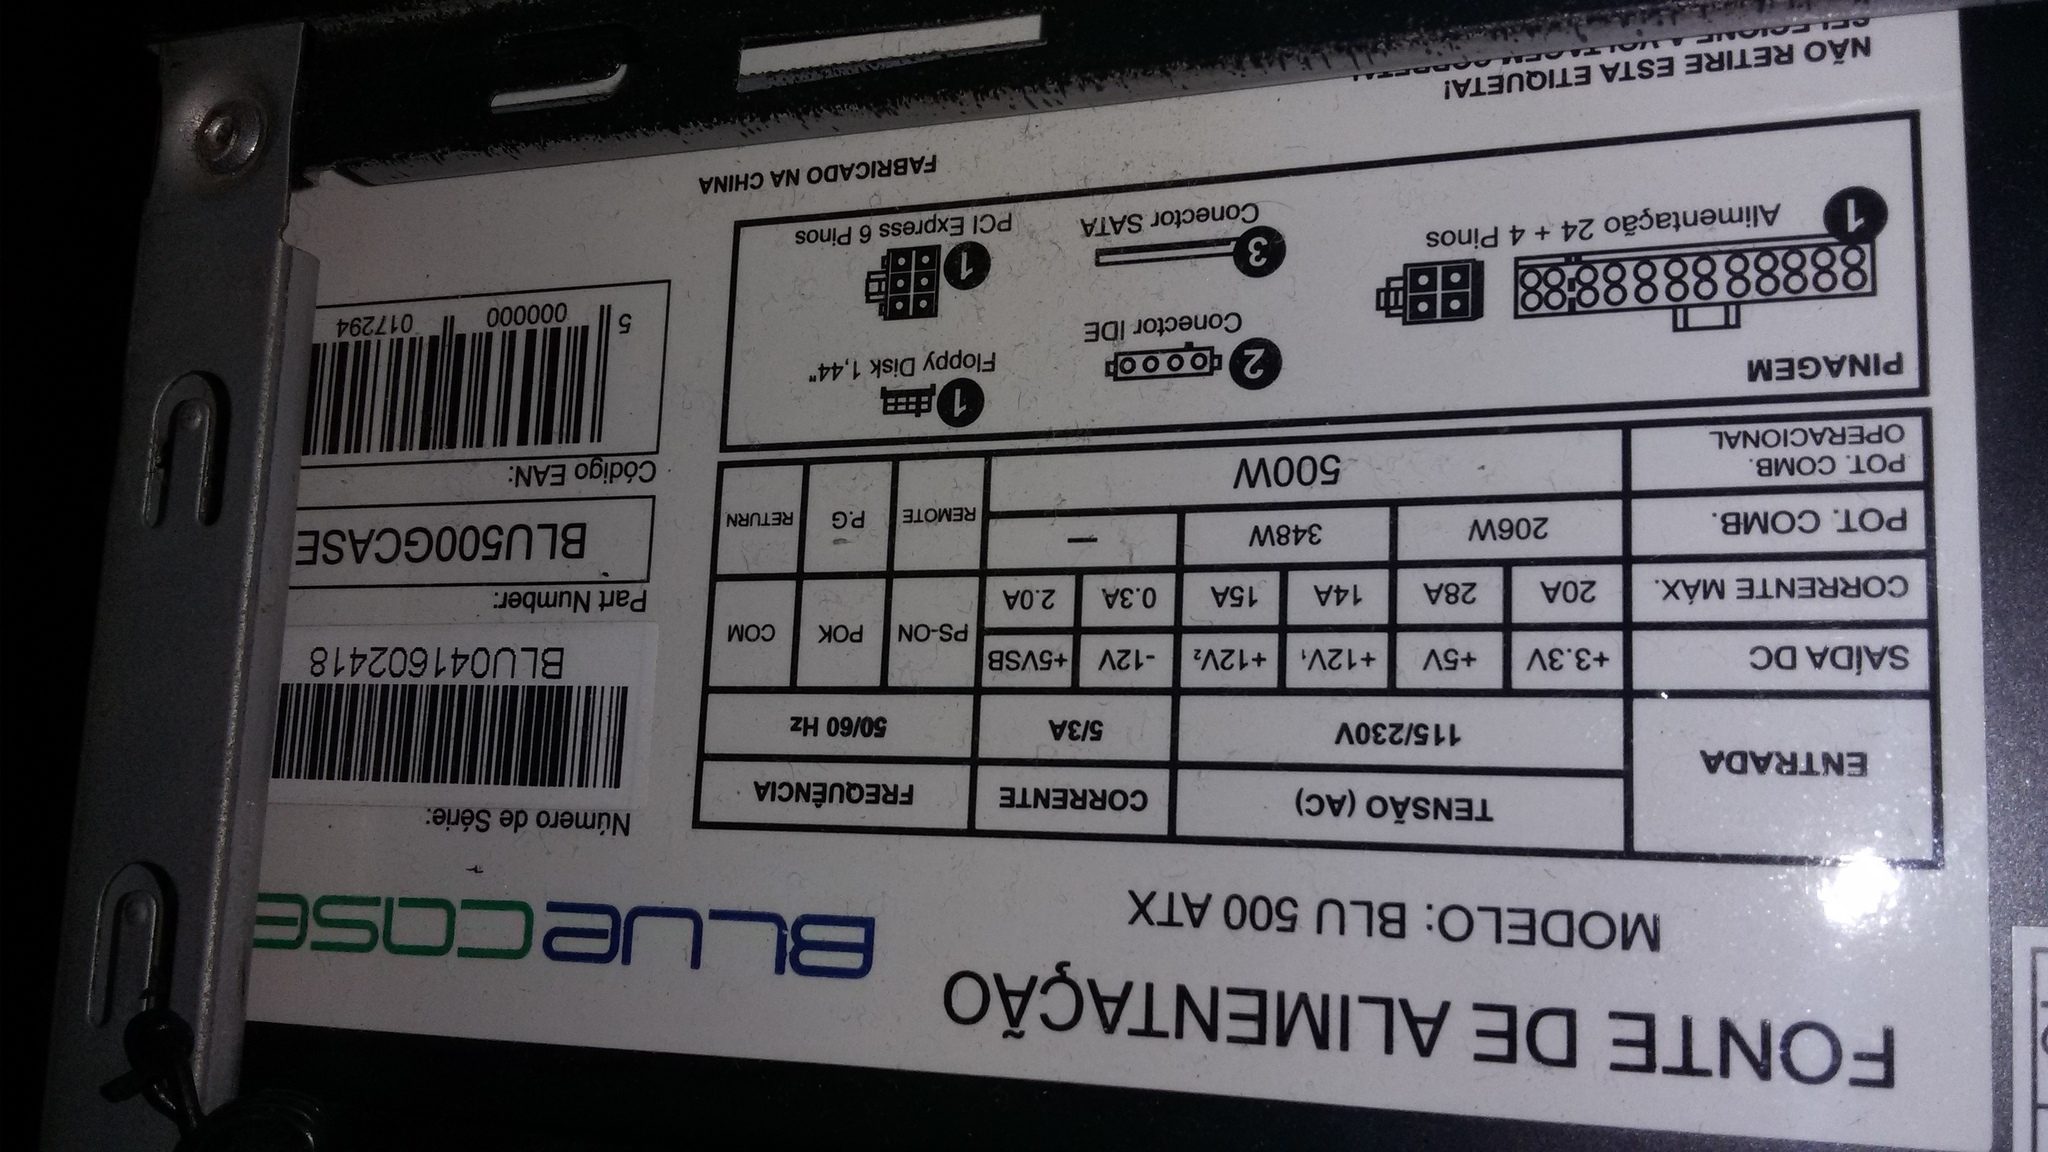 FONTE DE ALIMENTAÇÃO
MODELO: BLU 500 ATX
BLUECASE
ENTRADA
TENSÃO (AC) CORRENTE FREQUÊNCIA
115/230V 5/3A 50/60 Hz
SAÍDA DC +3.3V +5V +12V₁ +12V₂ -12V +5VSB PS-ON POK COM
CORRENTE MÁX. 20A 28A 14A 15A 0.3A 2.0A
POT. COMB. 206W 348W — REMOTE P.G RETURN
POT. COMB. OPERACIONAL 500W
PINAGEM
1 Alimentação 24 + 4 Pinos
2 Conector IDE
3 Conector SATA
1 Floppy Disk 1,44"
1 PCI Express 6 Pinos
Número de Série:
BLU041602418
Part Number:
BLU500GCASE
Código EAN:
5 000000 017294
FABRICADO NA CHINA
NÃO RETIRE ESTA ETIQUETA!
SELECIONE A VOLTAGEM CORRETA!